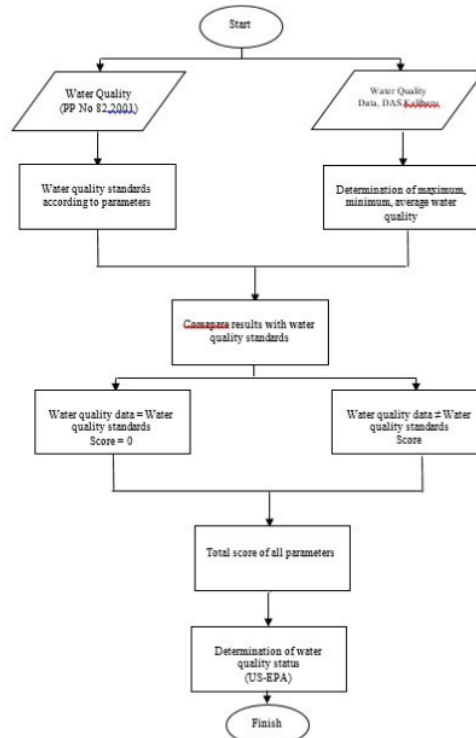 Start
Water Quality
(PP No 82,2001)
Water Quality
Data, DAS Kalibaru
Water quality standards
according to parameters
Determination of maximum,
minimum, average water
quality
Comapare results with water
quality standards
Water quality data = Water
quality standards
Score = 0
Water quality data ≠ Water
quality standards
Score
Total score of all parameters
Determination of water
quality status
(US-EPA)
Finish